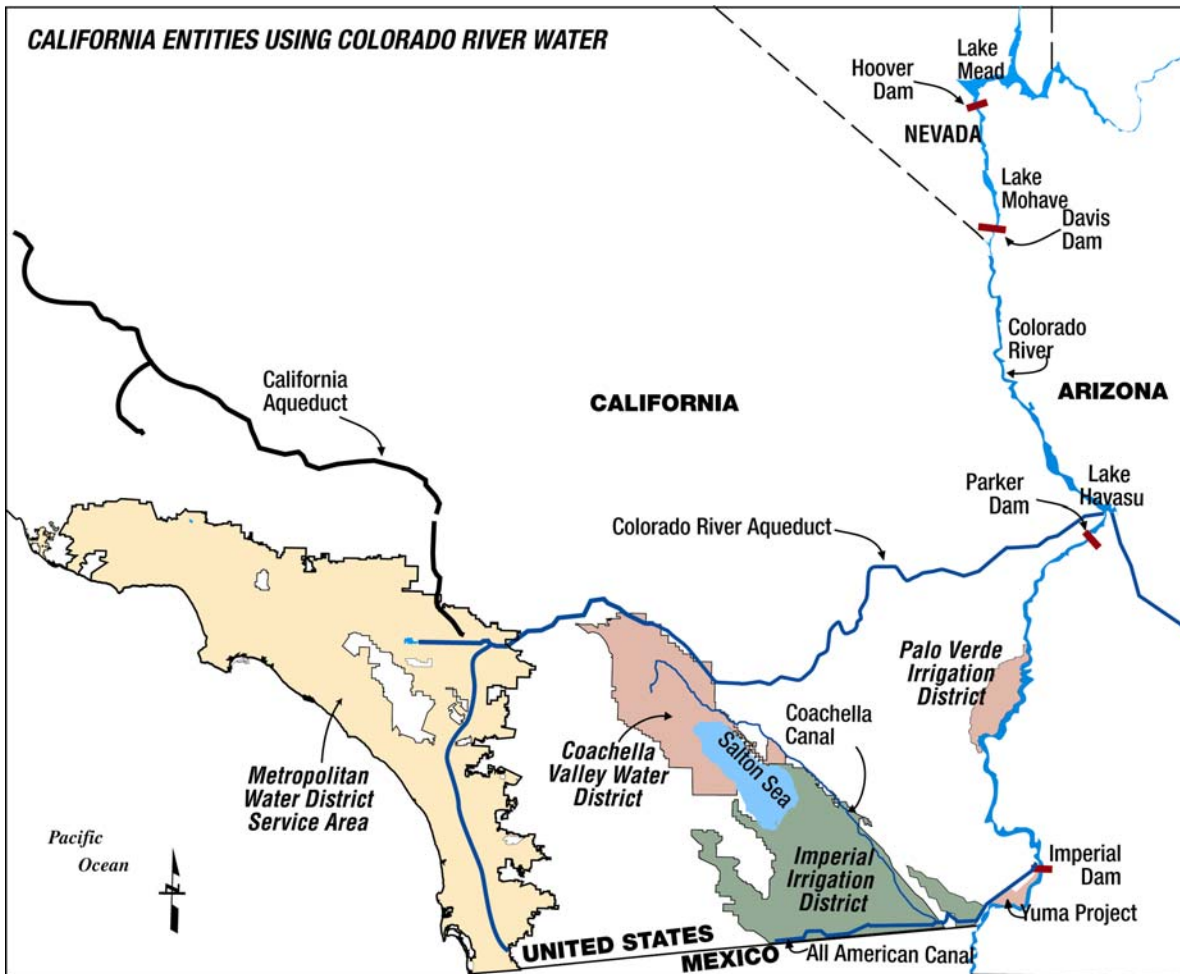 CALIFORNIA ENTITIES USING COLORADO RIVER WATER
Lake
Mead
Hoover
Dam
NEVADA
Lake
Mohave
Davis
Dam
Colorado
River
ARIZONA
California
Aqueduct
CALIFORNIA
Lake
Havasu
Parker
Dam
Colorado River Aqueduct
Palo Verde
Irrigation
District
Coachella
Canal
Salton Sea
Coachella
Valley Water
District
Metropolitan
Water District
Service Area
Pacific
Ocean
N
Imperial
Irrigation
District
Imperial
Dam
Yuma Project
UNITED STATES
MEXICO
All American Canal